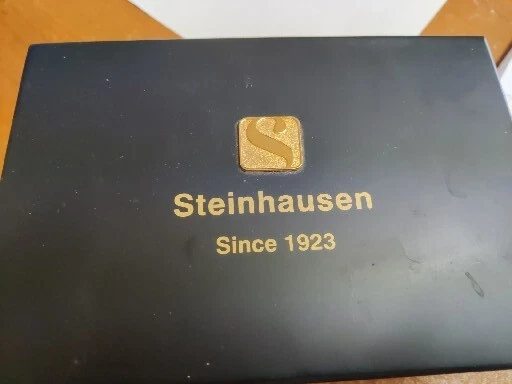 S
Steinhausen
Since 1923